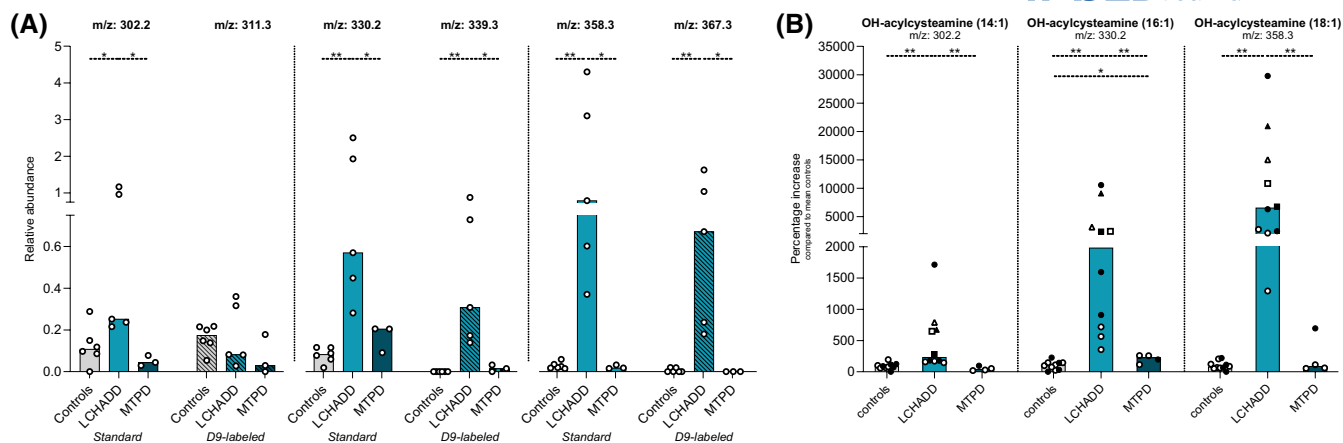 (A)
m/z: 302.2 m/z: 311.3 m/z: 330.2 m/z: 339.3 m/z: 358.3 m/z: 367.3
** * ** * ** * ** * ** *
* *
Relative abundance
5
4
3
2
1
0.6
0.4
0.2
0.0
Controls LCHADD MTPD Controls LCHADD MTPD Controls LCHADD MTPD Controls LCHADD MTPD Controls LCHADD MTPD Controls LCHADD MTPD
Standard D9-labeled Standard D9-labeled Standard D9-labeled
(B)
OH-acylcysteamine (14:1) OH-acylcysteamine (16:1) OH-acylcysteamine (18:1)
m/z: 302.2 m/z: 330.2 m/z: 358.3
** ** ** ** ** **
*
Percentage increase
compared to mean controls
35000
30000
25000
20000
15000
10000
5000
2000
1500
1000
500
0
controls LCHADD MTPD controls LCHADD MTPD controls LCHADD MTPD